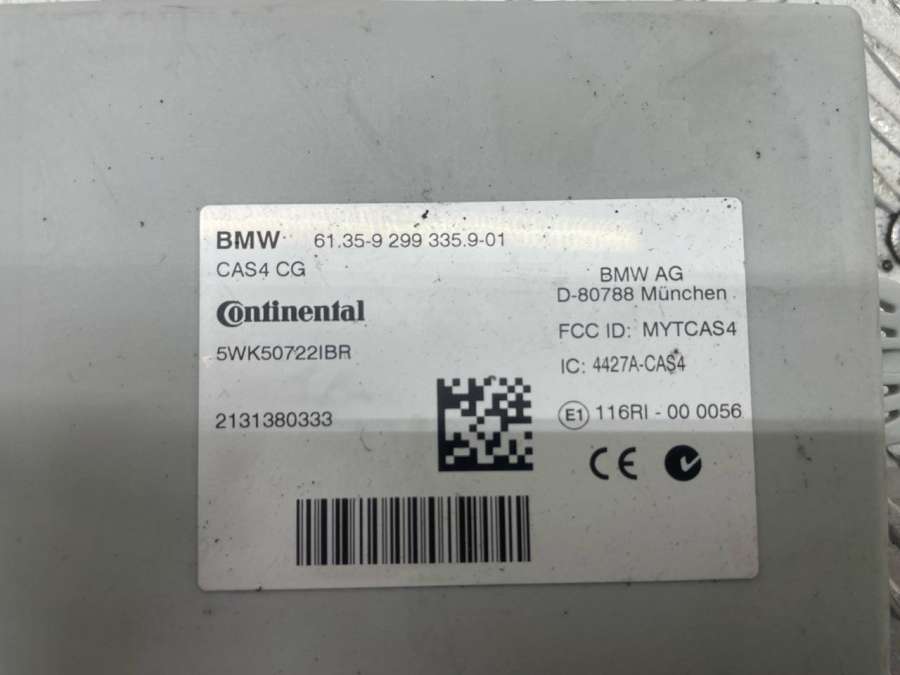 BMW 61.35-9 299 335.9-01
CAS4 CG
Continental
5WK50722IBR
2131380333
BMW AG
D-80788 München
FCC ID: MYTCAS4
IC: 4427A-CAS4
E1 116RI - 00 0056
CE